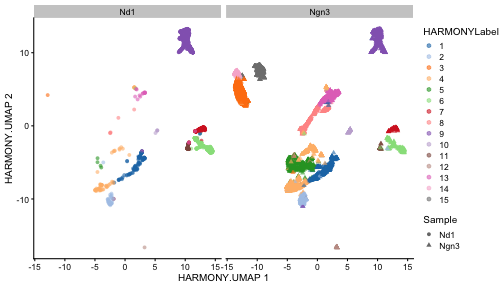 Nd1 Ngn3
HARMONYLabel
1
2
3
4
5
6
7
8
9
10
11
12
13
14
15
Sample
Nd1
Ngn3
HARMONY.UMAP 2
10
0
-10
-15 -10 -5 0 5 10 15 -15 -10 -5 0 5 10 15
HARMONY.UMAP 1